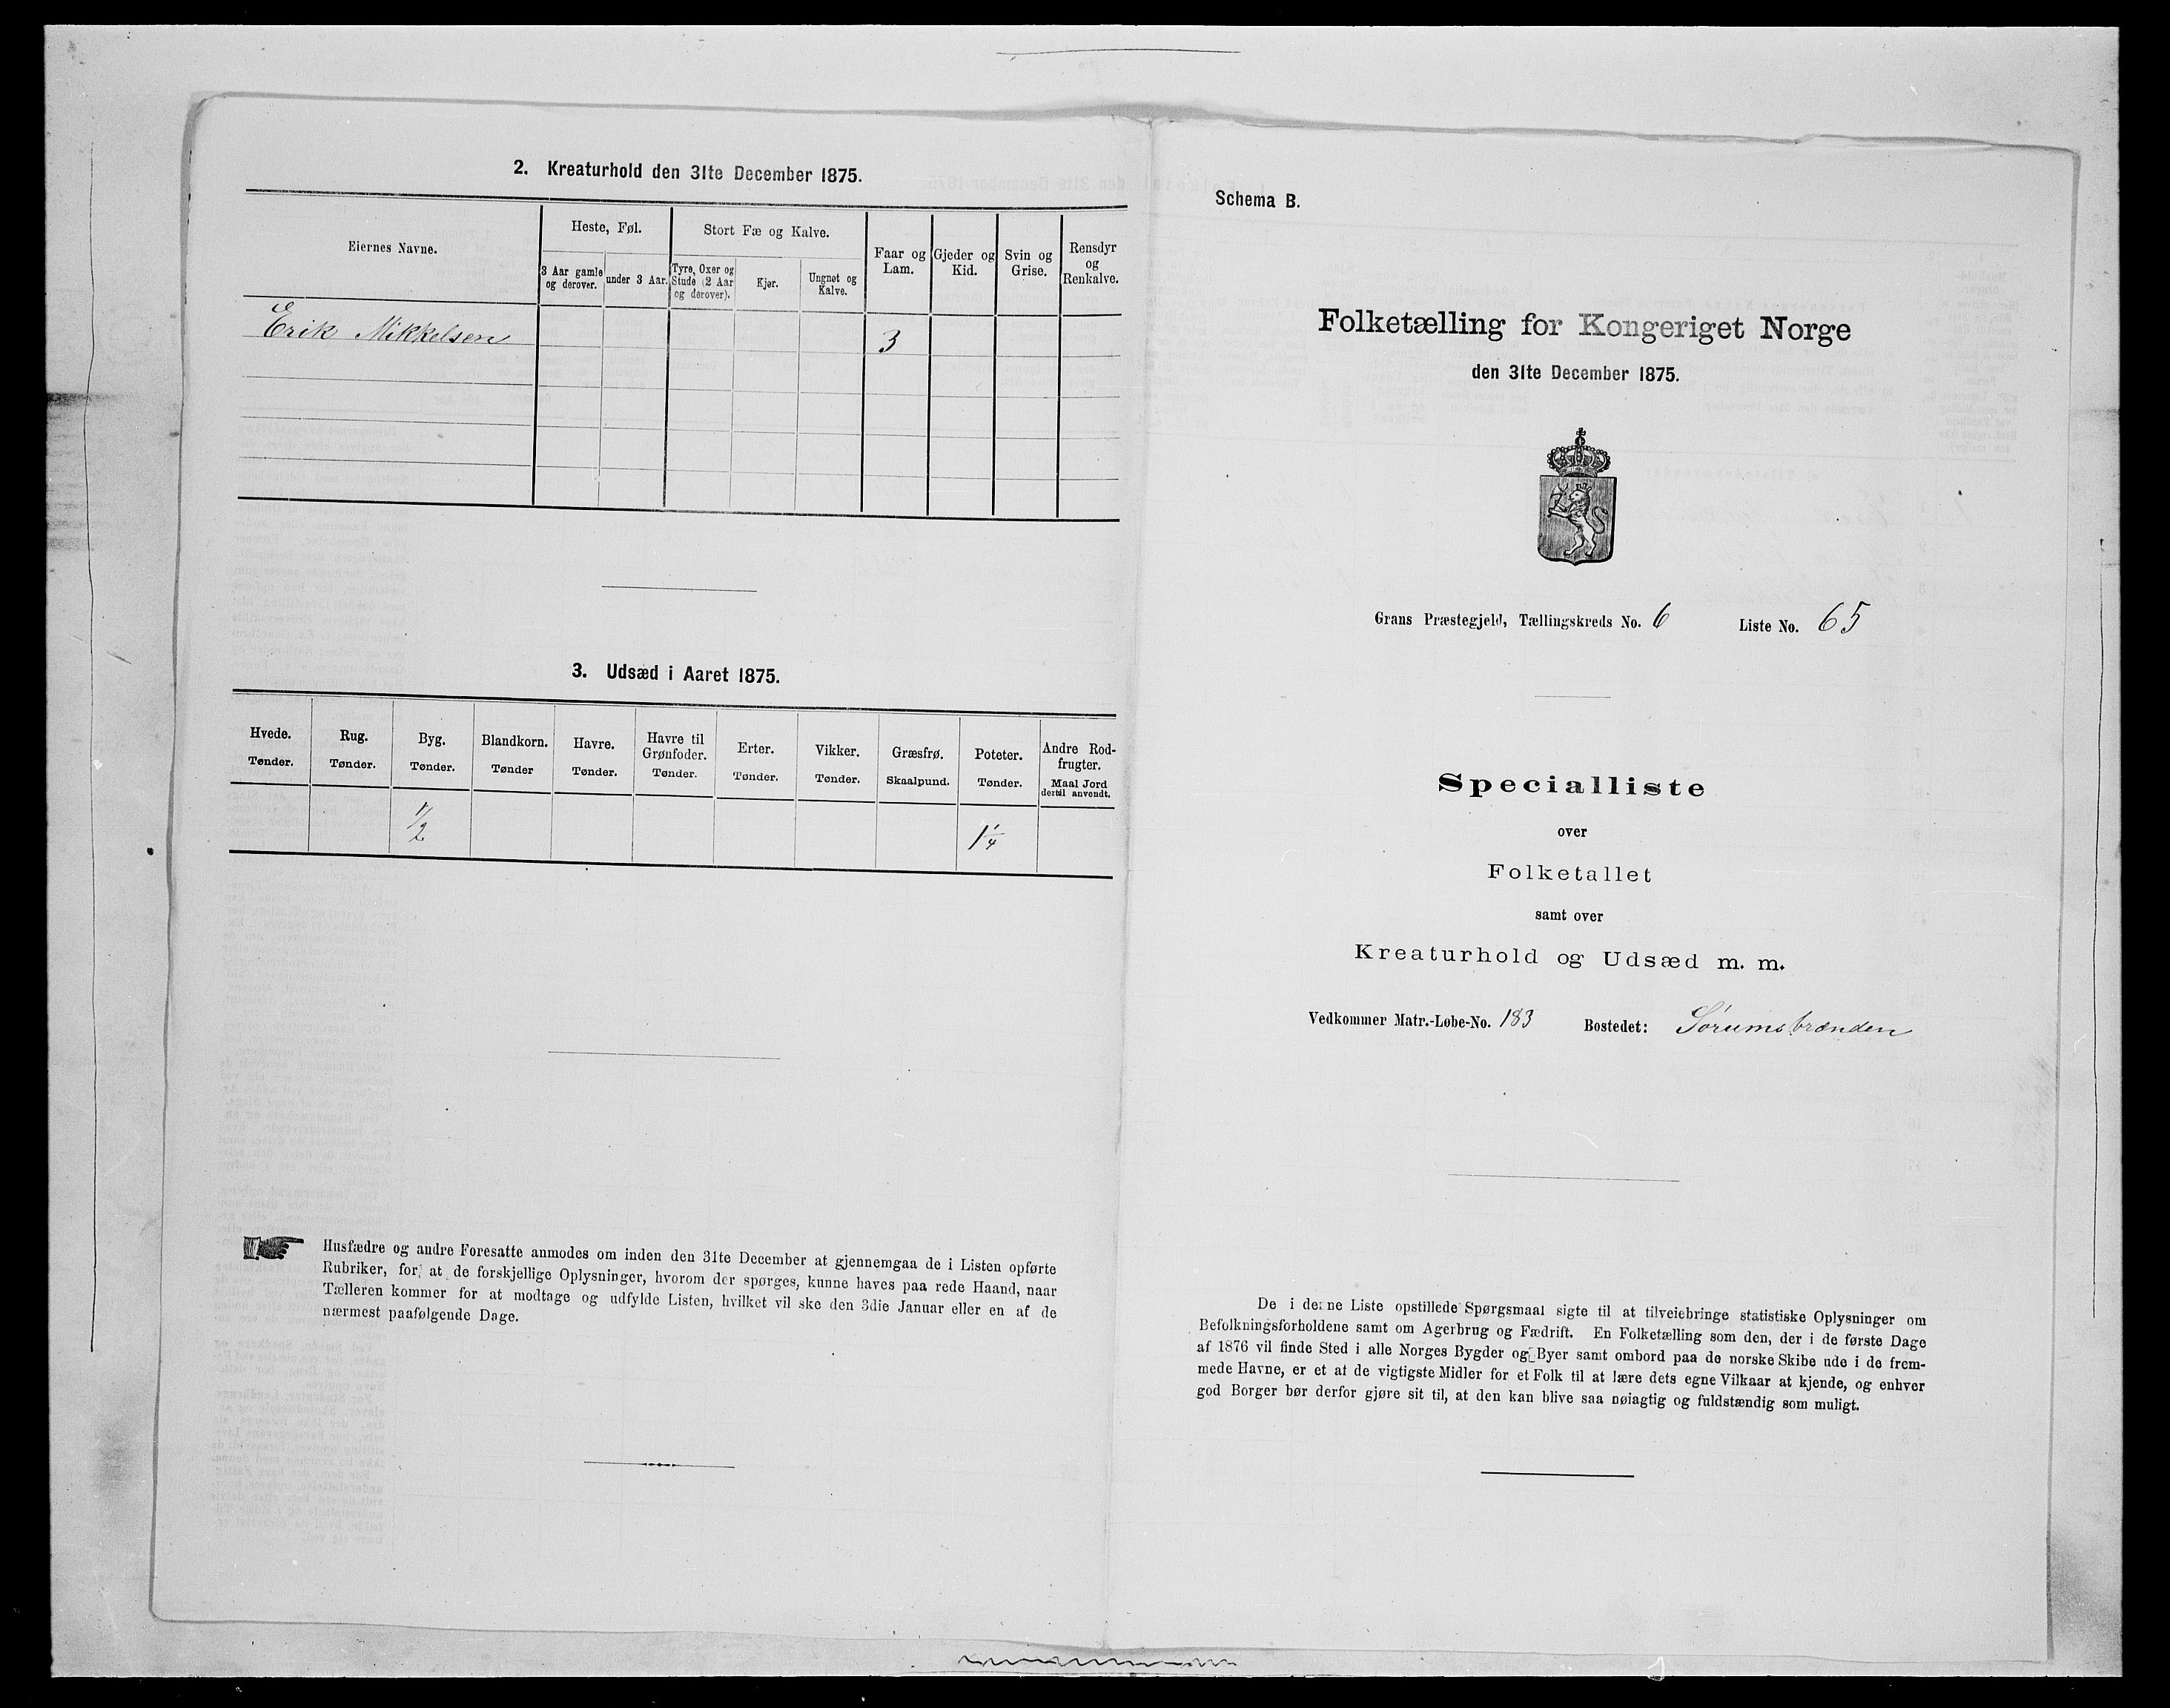 2. Kreaturhold den 31te December 1875.
Eiernes Navne.
Heste, Føl.
Stort Fæ og Kalve.
Faar og Lam.
Gjeder og Kid.
Svin og Grise.
Rensdyr og Renkalve.
3 Aar gamle og derover.
under 3 Aar.
Tyre, Oxer og Stude (2 Aar og derover).
Kjør.
Ungnøt og Kalve.
Erik Mikkelsen 3
3. Udsæd i Aaret 1875.
Hvede. Rug. Byg. Blandkorn. Havre. Havre til Grønfoder. Erter. Vikker. Græsfrø. Poteter. Andre Rodfrugter.
Tønder. Tønder. Tønder. Tønder Tønder. Tønder. Tønder. Tønder. Skaalpund. Tønder. Maal Jord dertil anvendt.
1/2 1 1/4
Husfædre og andre Foresatte anmodes om inden den 31te December at gjennemgaa de i Listen opførte
Rubriker, for at de forskjellige Oplysninger, hvorom der spørges, kunne haves paa rede Haand, naar
Tælleren kommer for at modtage og udfylde Listen, hvilket vil ske den 3die Januar eller en af de
nærmest paafølgende Dage.
Schema B.
Folketælling for Kongeriget Norge
den 31te December 1875.
Grans Præstegjeld, Tællingskreds No. 6 Liste No. 65
Specialliste
over
Folketallet
samt over
Kreaturhold og Udsæd m. m.
Vedkommer Matr.-Løbe-No. 183 Bostedet: Sørumsbrænden
De i denne Liste opstillede Spørgsmaal sigte til at tilveiebringe statistiske Oplysninger om
Befolkningsforholdene samt om Agerbrug og Fædrift. En Folketælling som den, der i de første Dage
af 1876 vil finde Sted i alle Norges Bygder og Byer samt ombord paa de norske Skibe ude i de frem-
mede Havne, er et at de vigtigste Midler for et Folk til at lære dets egne Vilkaar at kjende, og enhver
god Borger bør derfor gjøre sit til, at den kan blive saa nøiagtig og fuldstændig som muligt.